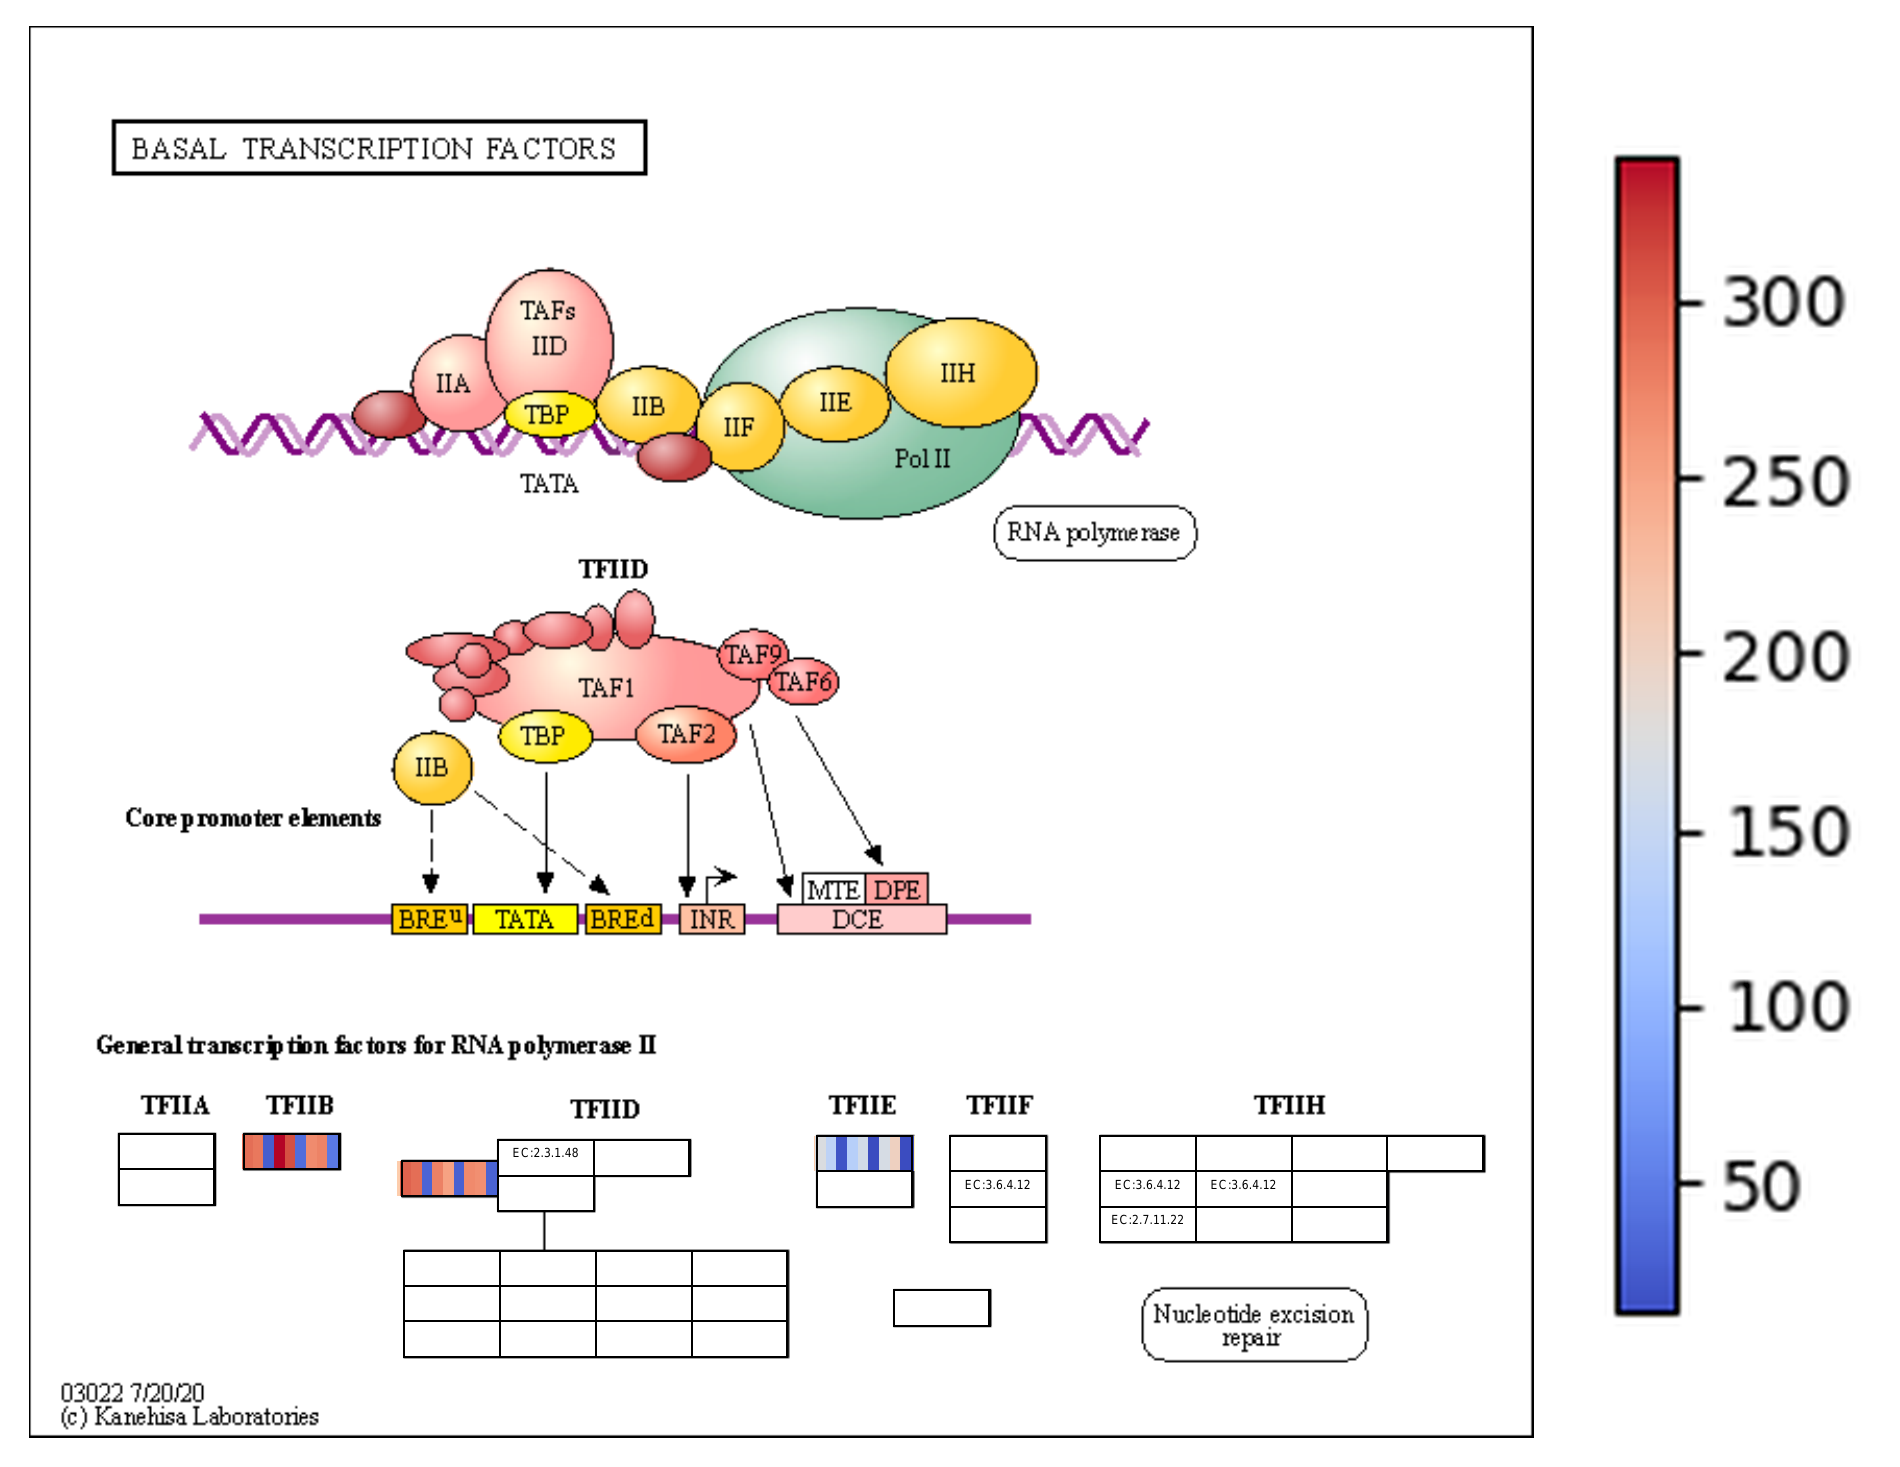 BASAL TRANSCRIPTION FACTORS
TAFs
IID
IIA
TBP
IIB
IIF
IIE
IIH
Pol II
TATA
RNA polymerase
TFIID
TAF9
TAF6
TAF1
TBP
TAF2
IIB
Core promoter elements
MTE DPE
BREu TATA BREd INR DCE
General transcription factors for RNA polymerase II
TFIIA TFIIB TFIID TFIIE TFIIF TFIIH
EC:2.3.1.48
EC:3.6.4.12 EC:3.6.4.12 EC:3.6.4.12
EC:2.7.11.22
Nucleotide excision
repair
03022 7/20/20
(c) Kanehisa Laboratories
300
250
200
150
100
50